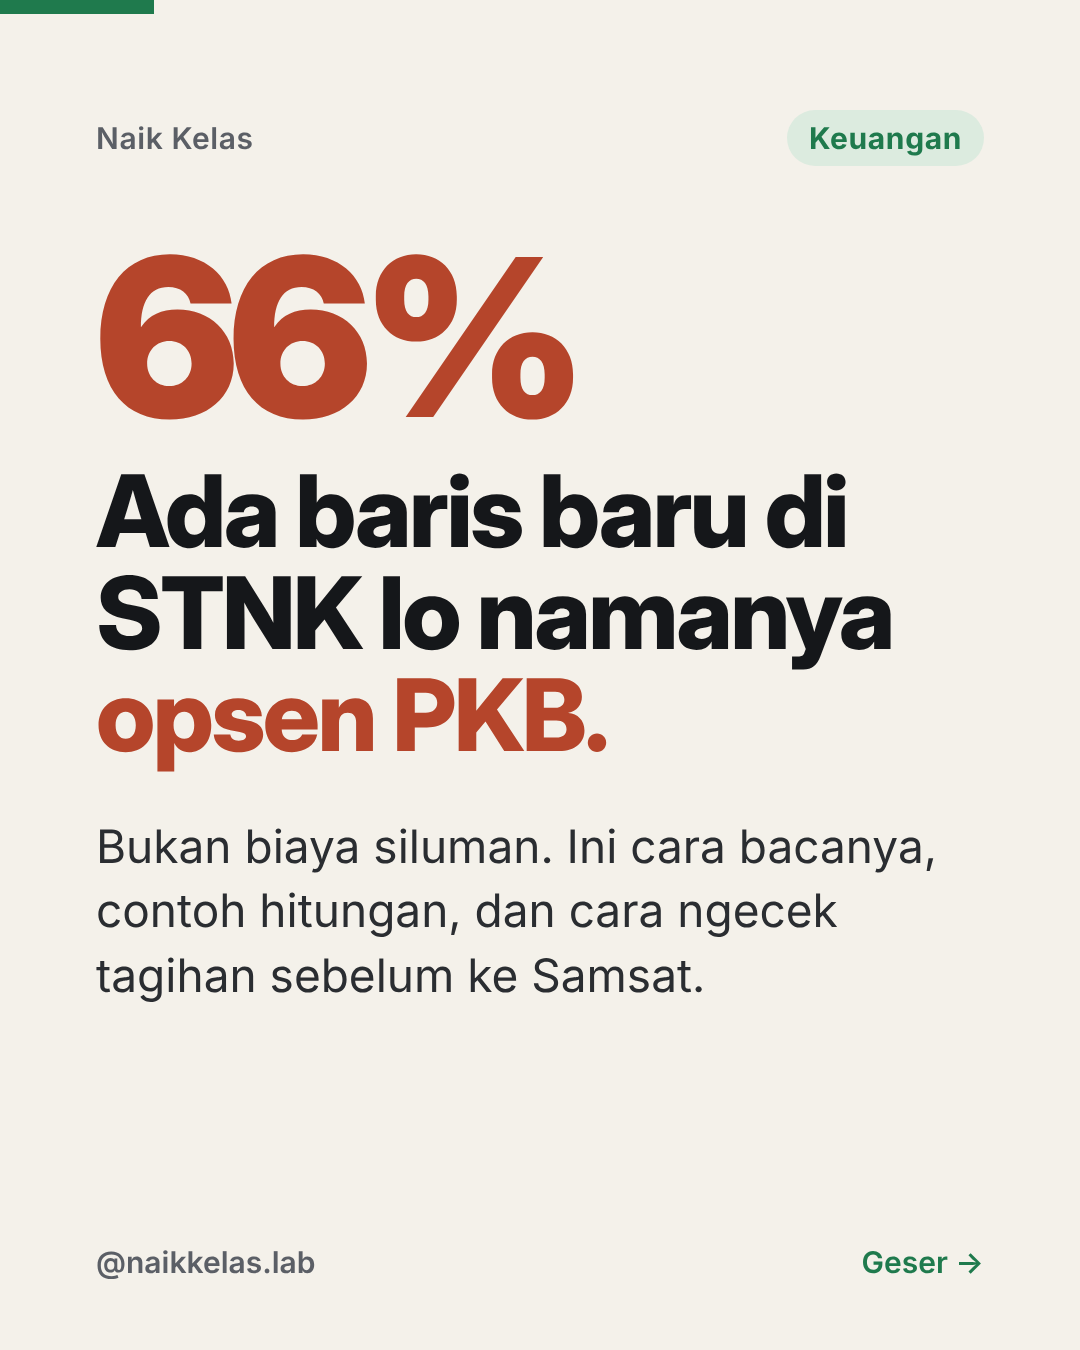 Naik Kelas
Keuangan
66%
Ada baris baru di
STNK lo namanya
opsen PKB.
Bukan biaya siluman. Ini cara bacanya,
contoh hitungan, dan cara ngecek
tagihan sebelum ke Samsat.
@naikkelas.lab
Geser →